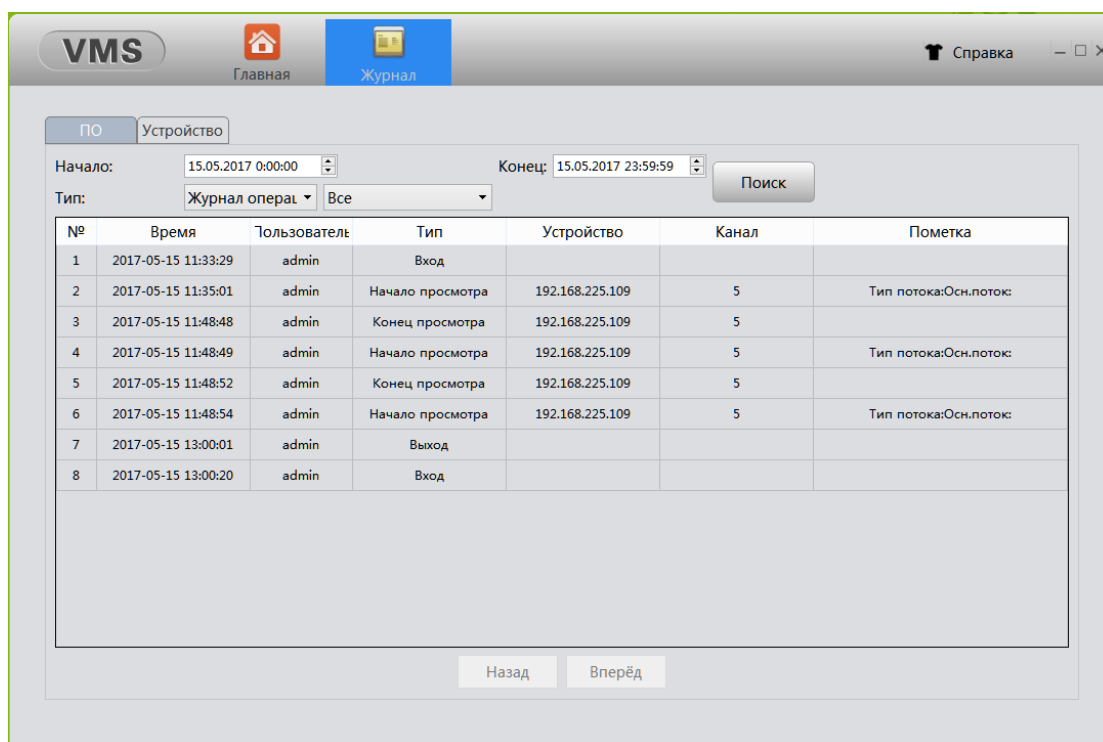 VMS
Главная
Журнал
Справка
ПО Устройство
Начало: 15.05.2017 0:00:00 Конец: 15.05.2017 23:59:59
Поиск
Тип: Журнал операц Все
№ Время Пользователь Тип Устройство Канал Пометка
1 2017-05-15 11:33:29 admin Вход
2 2017-05-15 11:35:01 admin Начало просмотра 192.168.225.109 5 Тип потока:Осн.поток:
3 2017-05-15 11:48:48 admin Конец просмотра 192.168.225.109 5
4 2017-05-15 11:48:49 admin Начало просмотра 192.168.225.109 5 Тип потока:Осн.поток:
5 2017-05-15 11:48:52 admin Конец просмотра 192.168.225.109 5
6 2017-05-15 11:48:54 admin Начало просмотра 192.168.225.109 5 Тип потока:Осн.поток:
7 2017-05-15 13:00:01 admin Выход
8 2017-05-15 13:00:20 admin Вход
Назад Вперёд